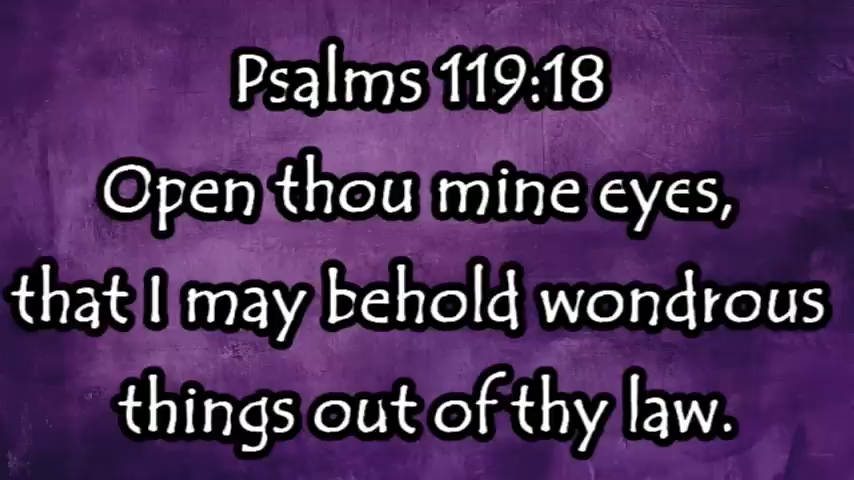 Psalms 119:18
Open thou mine eyes,
that I may behold wondrous
things out of thy law.